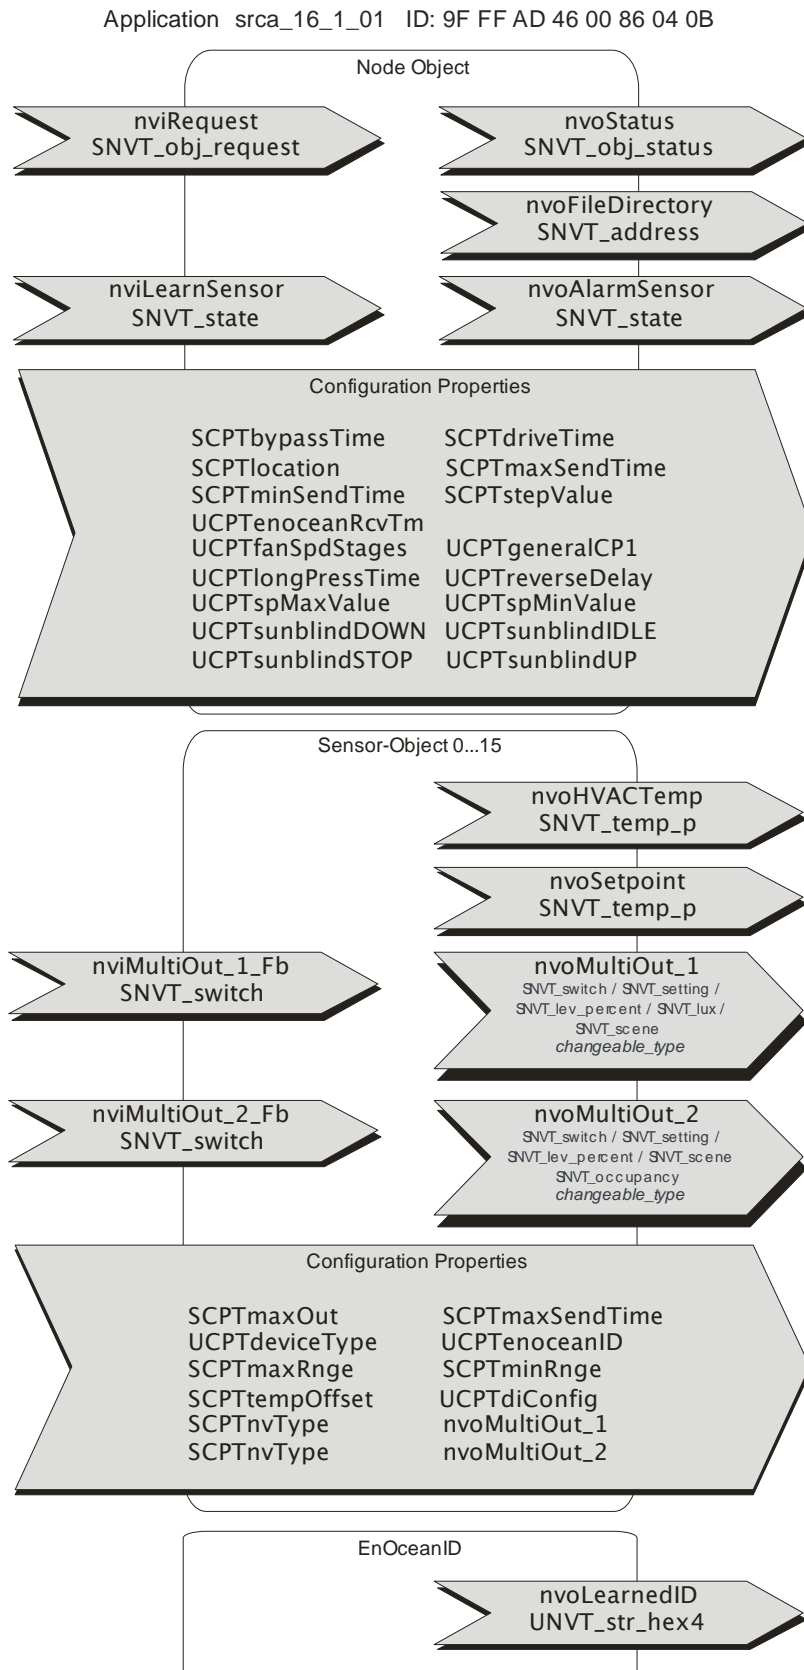 Application srca_16_1_01 ID: 9F FF AD 46 00 86 04 0B
Node Object
nviRequest
SNVT_obj_request
nvoStatus
SNVT_obj_status
nvoFileDirectory
SNVT_address
nviLearnSensor
SNVT_state
nvoAlarmSensor
SNVT_state
Configuration Properties
SCPTbypassTime SCPTdriveTime
SCPTlocation SCPTmaxSendTime
SCPTminSendTime SCPTstepValue
UCPTenoceanRcvTm
UCPTfanSpdStages UCPTgeneralCP1
UCPTlongPressTime UCPTreverseDelay
UCPTspMaxValue UCPTspMinValue
UCPTsunblindDOWN UCPTsunblindIDLE
UCPTsunblindSTOP UCPTsunblindUP
Sensor-Object 0...15
nvoHVACTemp
SNVT_temp_p
nvoSetpoint
SNVT_temp_p
nviMultiOut_1_Fb
SNVT_switch
nvoMultiOut_1
SNVT_switch / SNVT_setting /
SNVT_lev_percent / SNVT_lux /
SNVT_scene
changeable_type
nviMultiOut_2_Fb
SNVT_switch
nvoMultiOut_2
SNVT_switch / SNVT_setting /
SNVT_lev_percent / SNVT_scene
SNVT_occupancy
changeable_type
Configuration Properties
SCPTmaxOut SCPTmaxSendTime
UCPTdeviceType UCPTenoceanID
SCPTmaxRnge SCPTminRnge
SCPTtempOffset UCPTdiConfig
SCPTnvType nvoMultiOut_1
SCPTnvType nvoMultiOut_2
EnOceanID
nvoLearnedID
UNVT_str_hex4